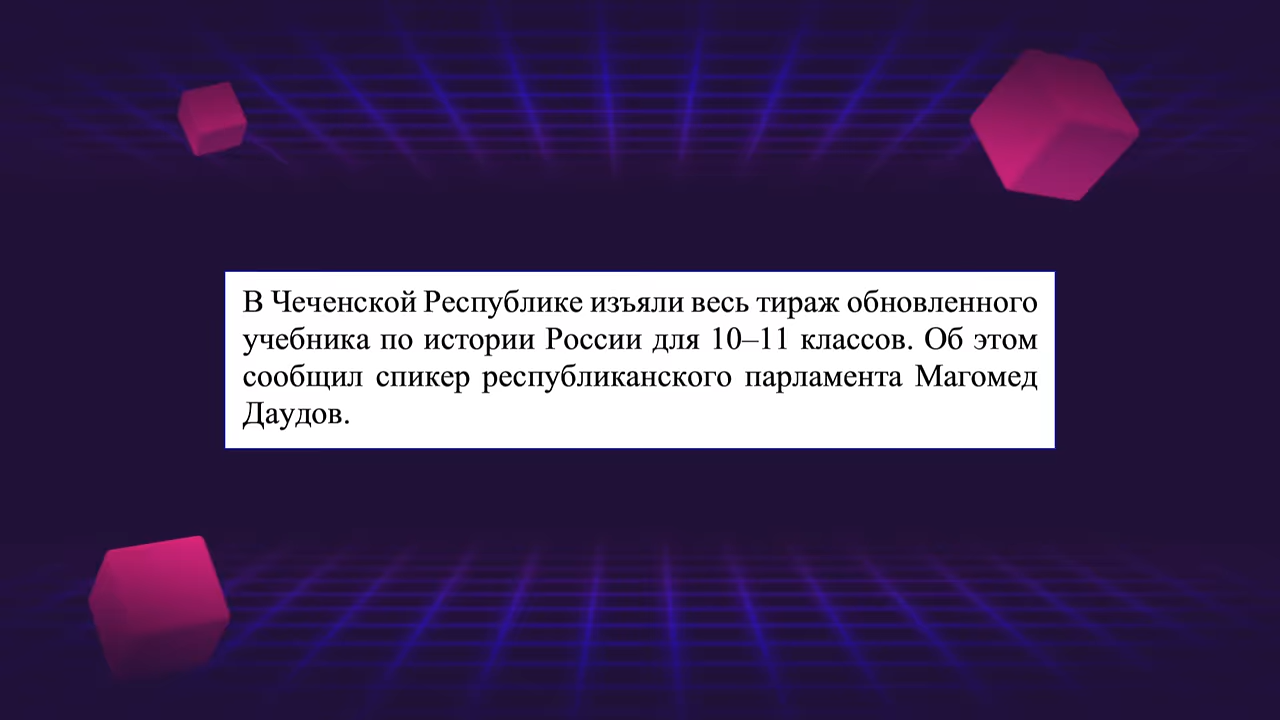 В Чеченской Республике изъяли весь тираж обновленного
учебника по истории России для 10–11 классов. Об этом
сообщил спикер республиканского парламента Магомед
Даудов.